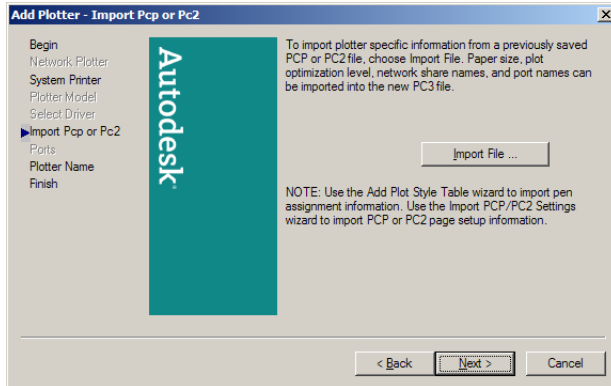 Add Plotter - Import Pcp or Pc2
Begin
Network Plotter
System Printer
Plotter Model
Select Driver
Import Pcp or Pc2
Ports
Plotter Name
Finish
Autodesk
To import plotter specific information from a previously saved
PCP or PC2 file, choose Import File. Paper size, plot
optimization level, network share names, and port names can
be imported into the new PC3 file.
Import File ...
NOTE: Use the Add Plot Style Table wizard to import pen
assignment information. Use the Import PCP/PC2 Settings
wizard to import PCP or PC2 page setup information.
< Back
Next >
Cancel